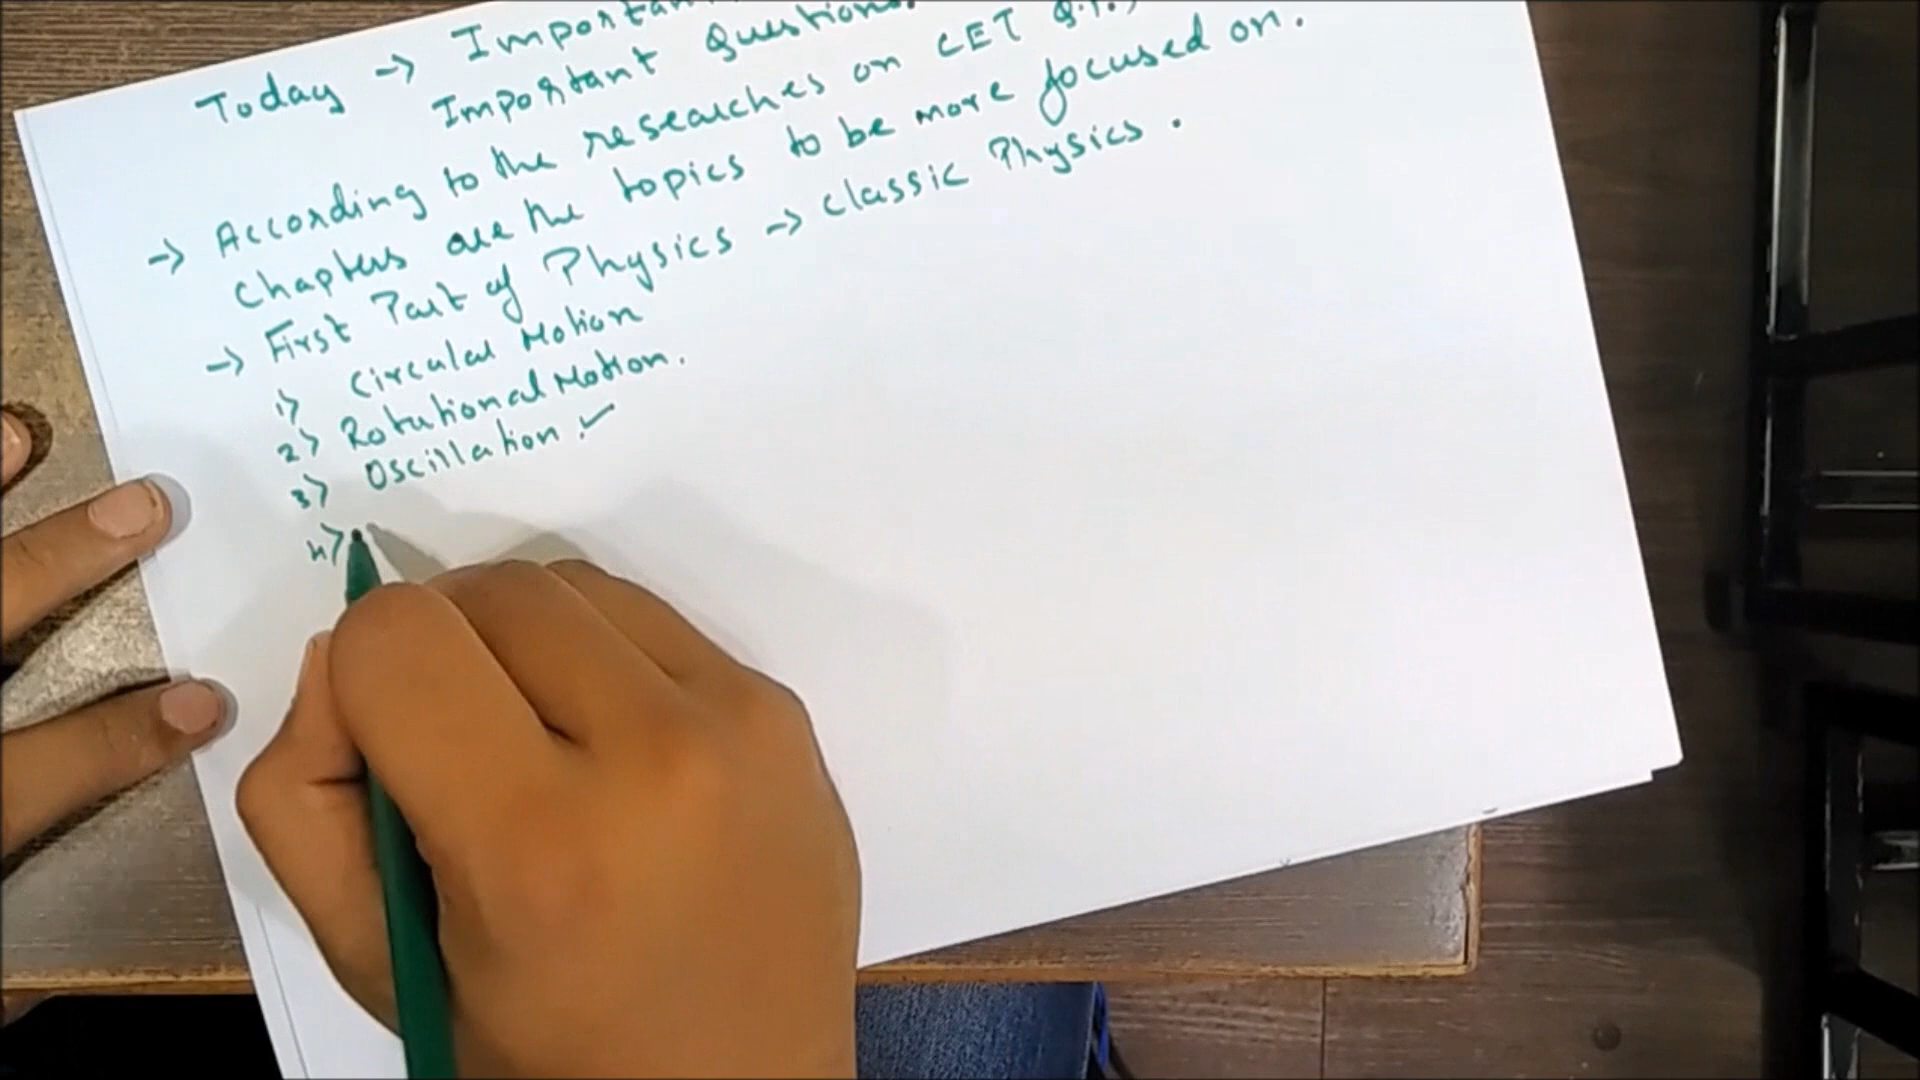 Today →
Important Questions.
→ According to the researches on CET
Chapters are the topics to be more focused on.
→ First Part of Physics → Classic Physics.
1) Circular Motion
2) Rotational Motion.
3) Oscillation. ✓
4)